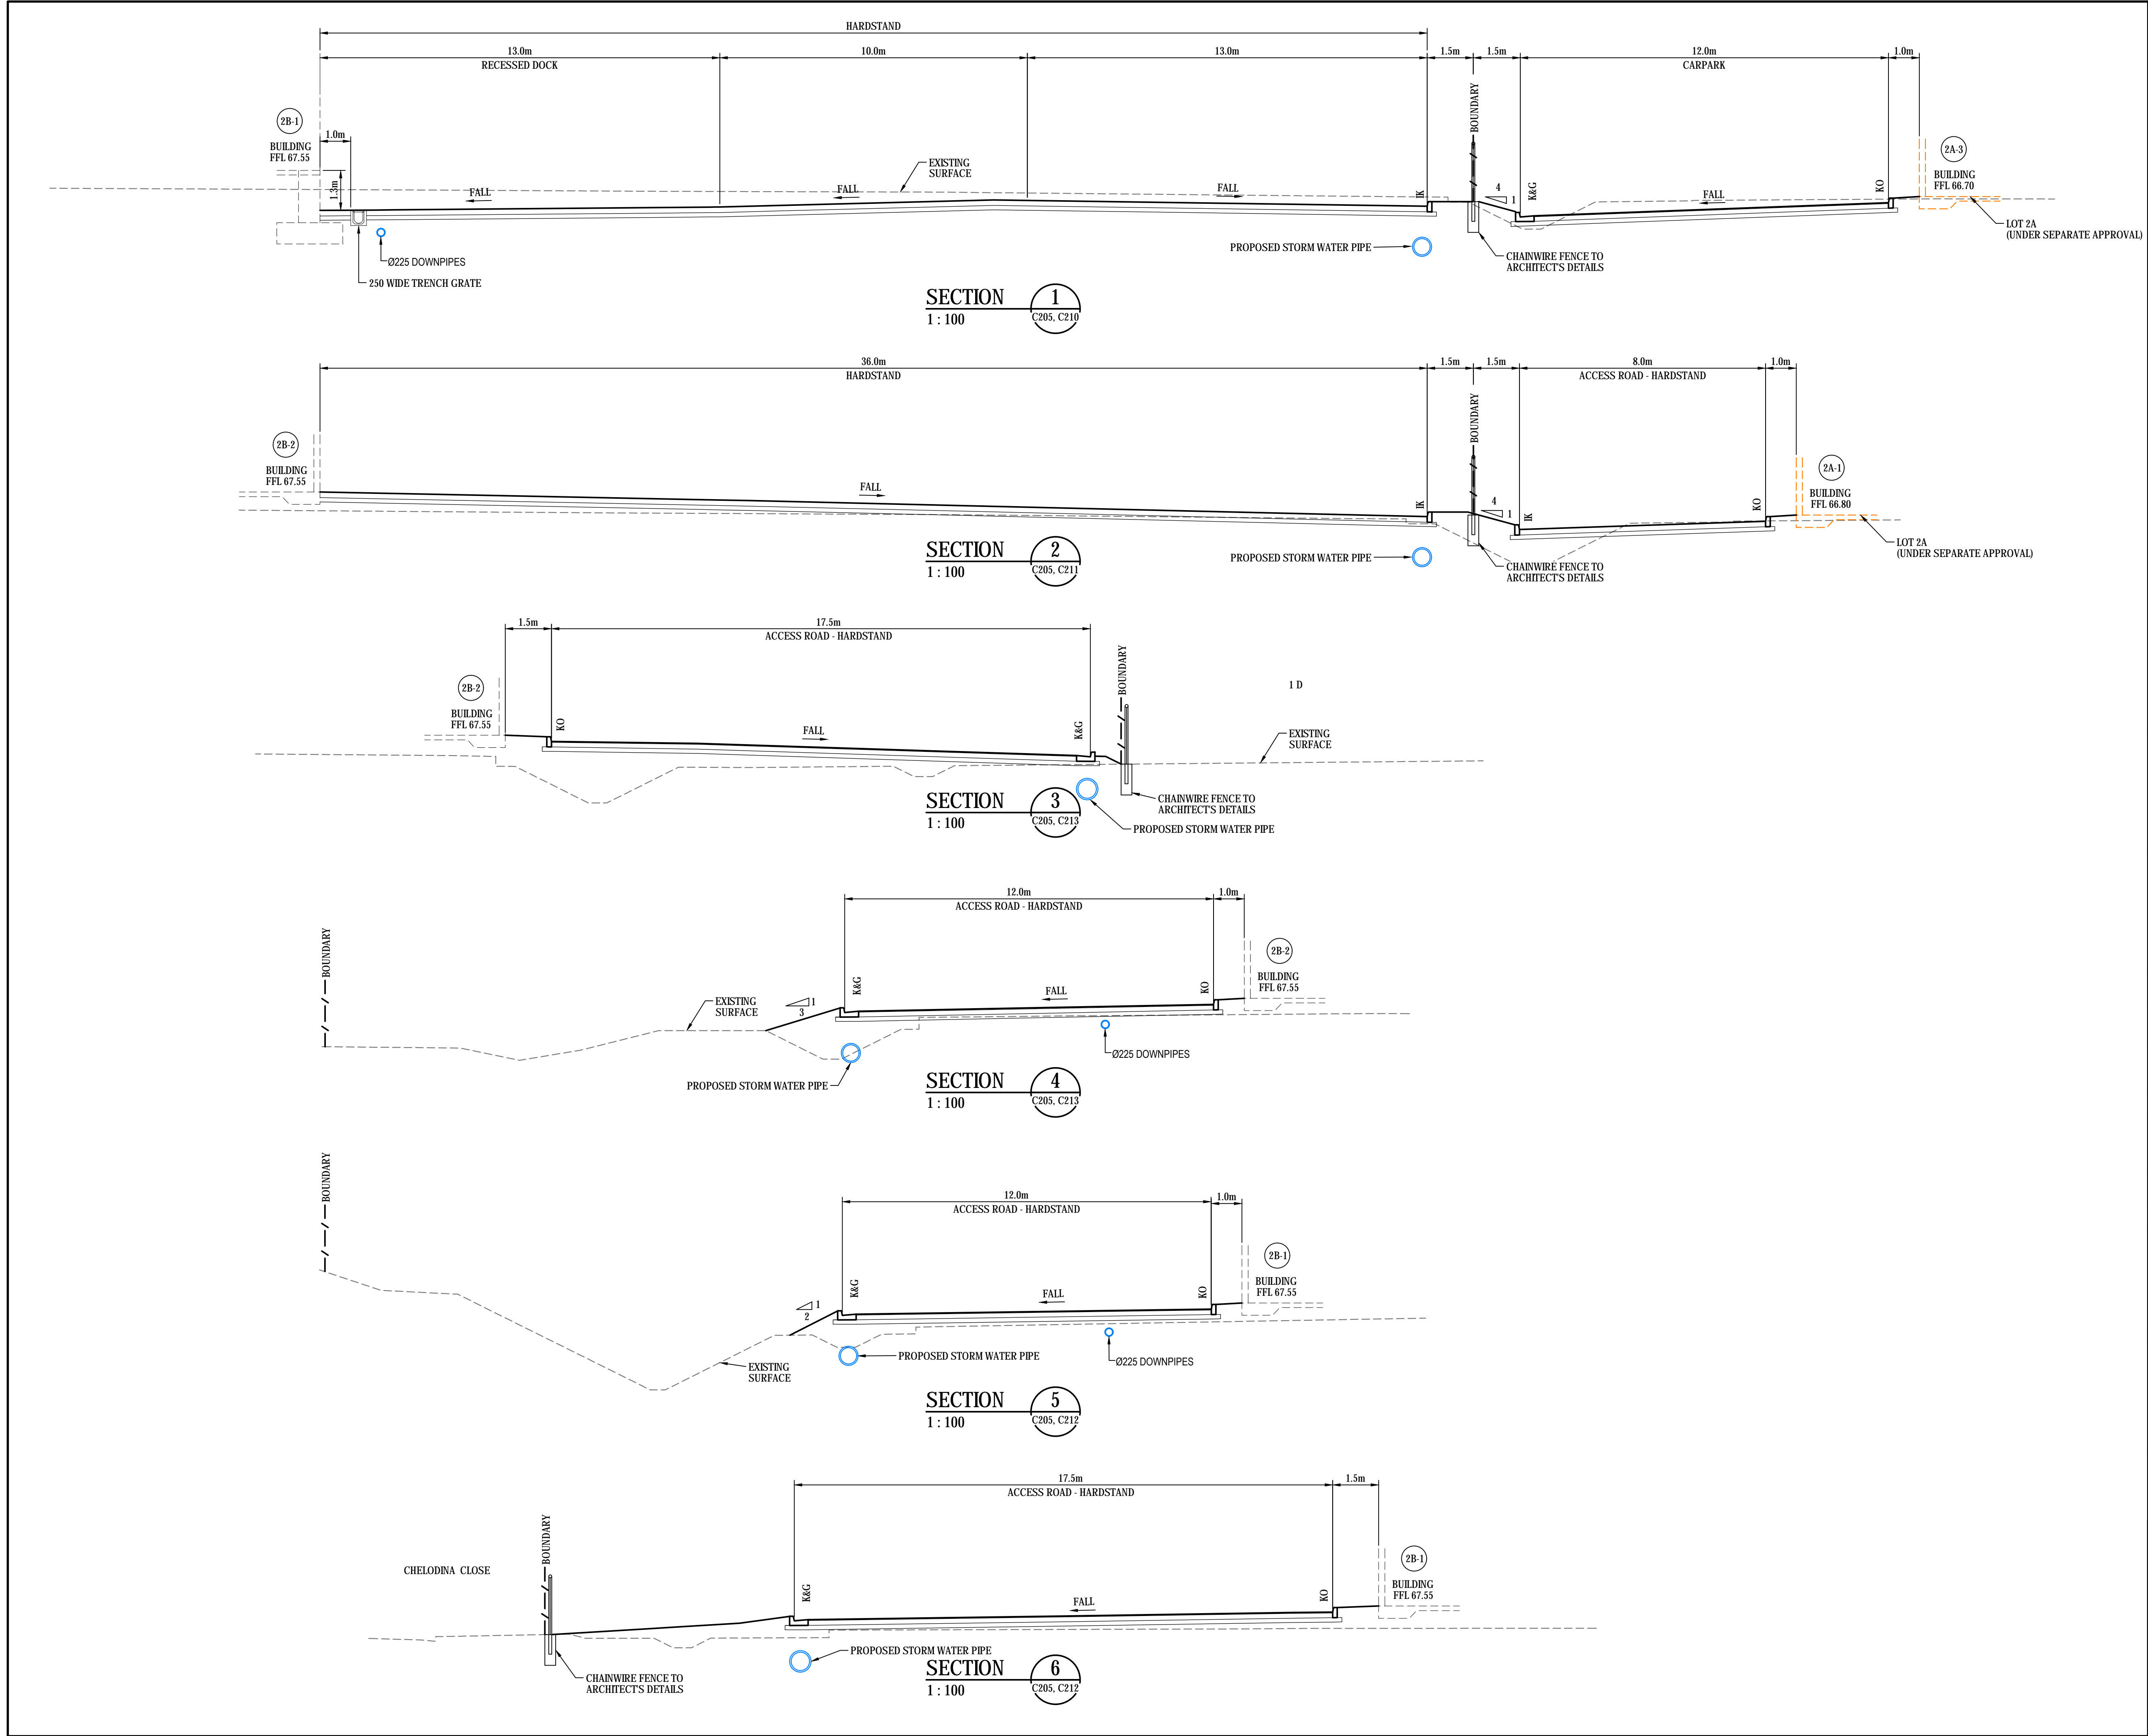 HARDSTAND
13.0m
10.0m
13.0m
1.5m
1.5m
12.0m
1.0m
RECESSED DOCK
CARPARK
BOUNDARY
2B-1
1.0m
BUILDING
FFL 67.55
1.3m
EXISTING
SURFACE
FALL
FALL
FALL
IK
4
1
K&G
FALL
KO
2A-3
BUILDING
FFL 66.70
LOT 2A
(UNDER SEPARATE APPROVAL)
PROPOSED STORM WATER PIPE
CHAINWIRE FENCE TO
ARCHITECT'S DETAILS
Ø225 DOWNPIPES
250 WIDE TRENCH GRATE
SECTION
1
1 : 100
C205, C210
36.0m
1.5m
1.5m
8.0m
1.0m
HARDSTAND
ACCESS ROAD - HARDSTAND
BOUNDARY
2B-2
BUILDING
FFL 67.55
FALL
IK
4
1
IK
KO
2A-1
BUILDING
FFL 66.80
LOT 2A
(UNDER SEPARATE APPROVAL)
PROPOSED STORM WATER PIPE
CHAINWIRE FENCE TO
ARCHITECT'S DETAILS
SECTION
2
1 : 100
C205, C211
1.5m
17.5m
ACCESS ROAD - HARDSTAND
BOUNDARY
2B-2
BUILDING
FFL 67.55
KO
FALL
K&G
1 D
EXISTING
SURFACE
CHAINWIRE FENCE TO
ARCHITECT'S DETAILS
PROPOSED STORM WATER PIPE
SECTION
3
1 : 100
C205, C213
12.0m
1.0m
ACCESS ROAD - HARDSTAND
BOUNDARY
2B-2
BUILDING
FFL 67.55
EXISTING
SURFACE
1
3
K&G
FALL
KO
Ø225 DOWNPIPES
PROPOSED STORM WATER PIPE
SECTION
4
1 : 100
C205, C213
BOUNDARY
12.0m
1.0m
ACCESS ROAD - HARDSTAND
2B-1
BUILDING
FFL 67.55
1
2
K&G
FALL
KO
PROPOSED STORM WATER PIPE
Ø225 DOWNPIPES
EXISTING
SURFACE
SECTION
5
1 : 100
C205, C212
17.5m
1.5m
ACCESS ROAD - HARDSTAND
BOUNDARY
CHELODINA CLOSE
2B-1
BUILDING
FFL 67.55
K&G
FALL
KO
PROPOSED STORM WATER PIPE
CHAINWIRE FENCE TO
ARCHITECT'S DETAILS
SECTION
6
1 : 100
C205, C212